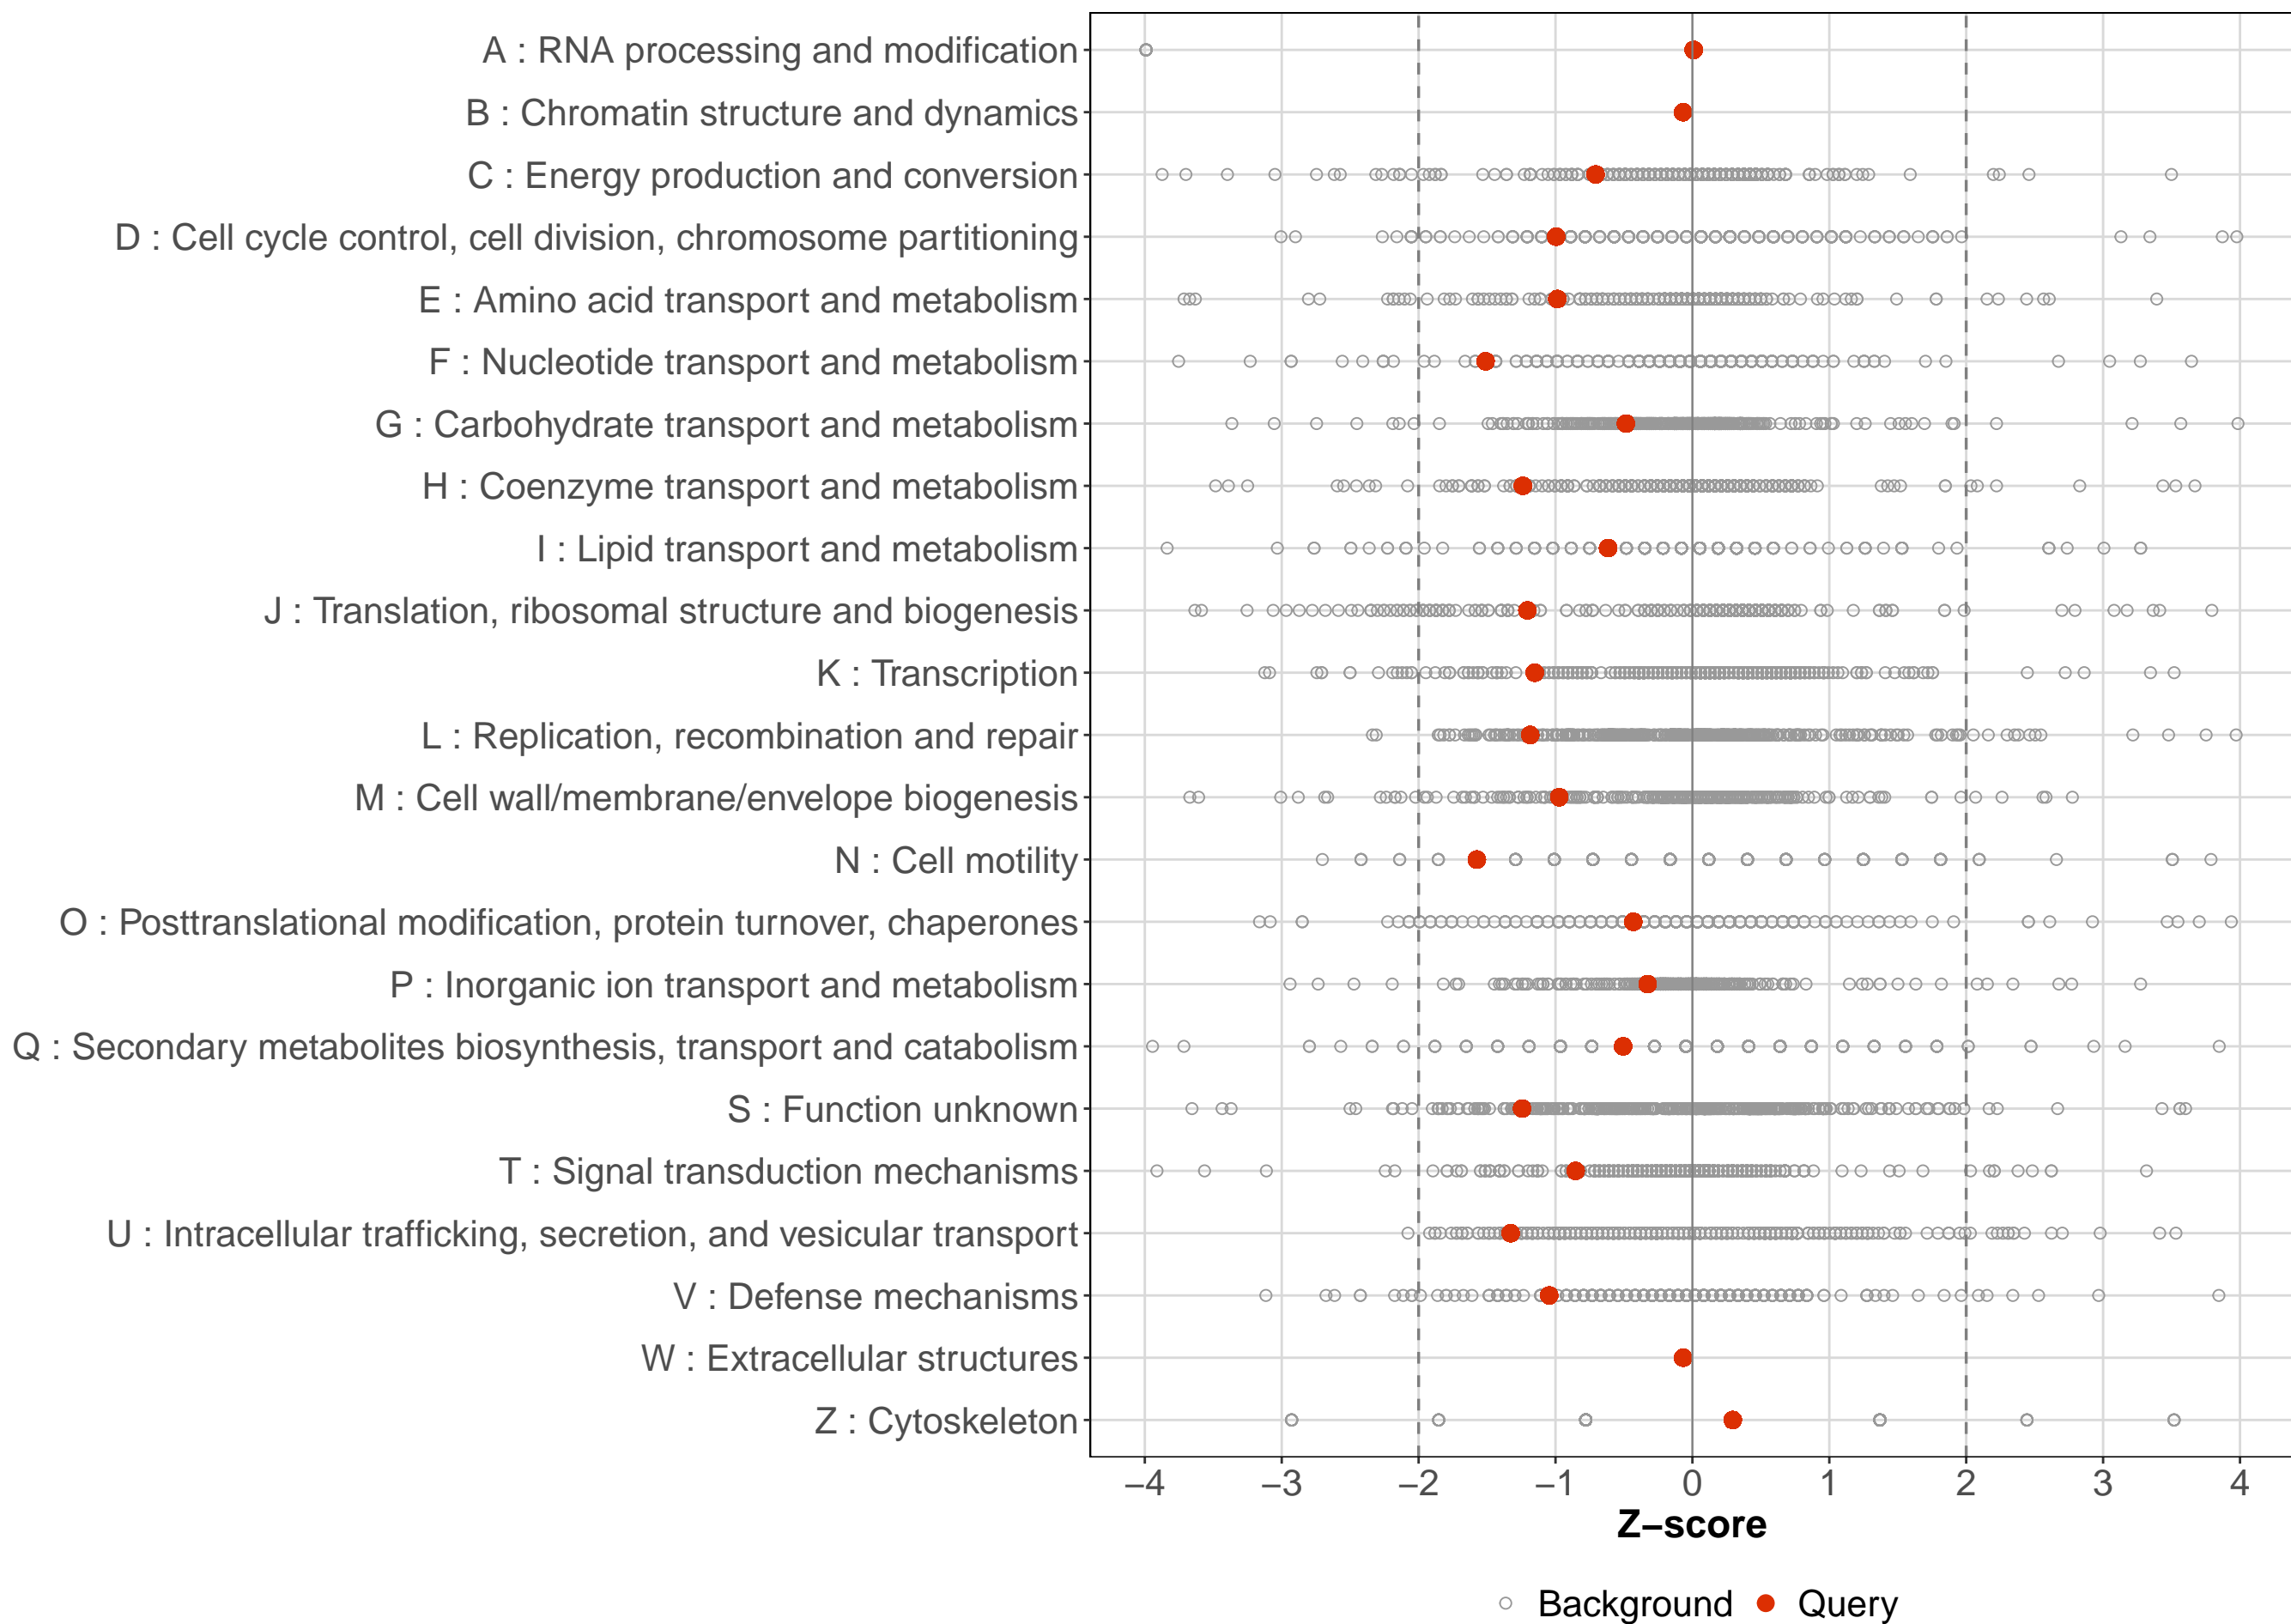 A : RNA processing and modification
B : Chromatin structure and dynamics
C : Energy production and conversion
D : Cell cycle control, cell division, chromosome partitioning
E : Amino acid transport and metabolism
F : Nucleotide transport and metabolism
G : Carbohydrate transport and metabolism
H : Coenzyme transport and metabolism
I : Lipid transport and metabolism
J : Translation, ribosomal structure and biogenesis
K : Transcription
L : Replication, recombination and repair
M : Cell wall/membrane/envelope biogenesis
N : Cell motility
O : Posttranslational modification, protein turnover, chaperones
P : Inorganic ion transport and metabolism
Q : Secondary metabolites biosynthesis, transport and catabolism
S : Function unknown
T : Signal transduction mechanisms
U : Intracellular trafficking, secretion, and vesicular transport
V : Defense mechanisms
W : Extracellular structures
Z : Cytoskeleton
−4 −3 −2 −1 0 1 2 3 4
Z−score
Background Query